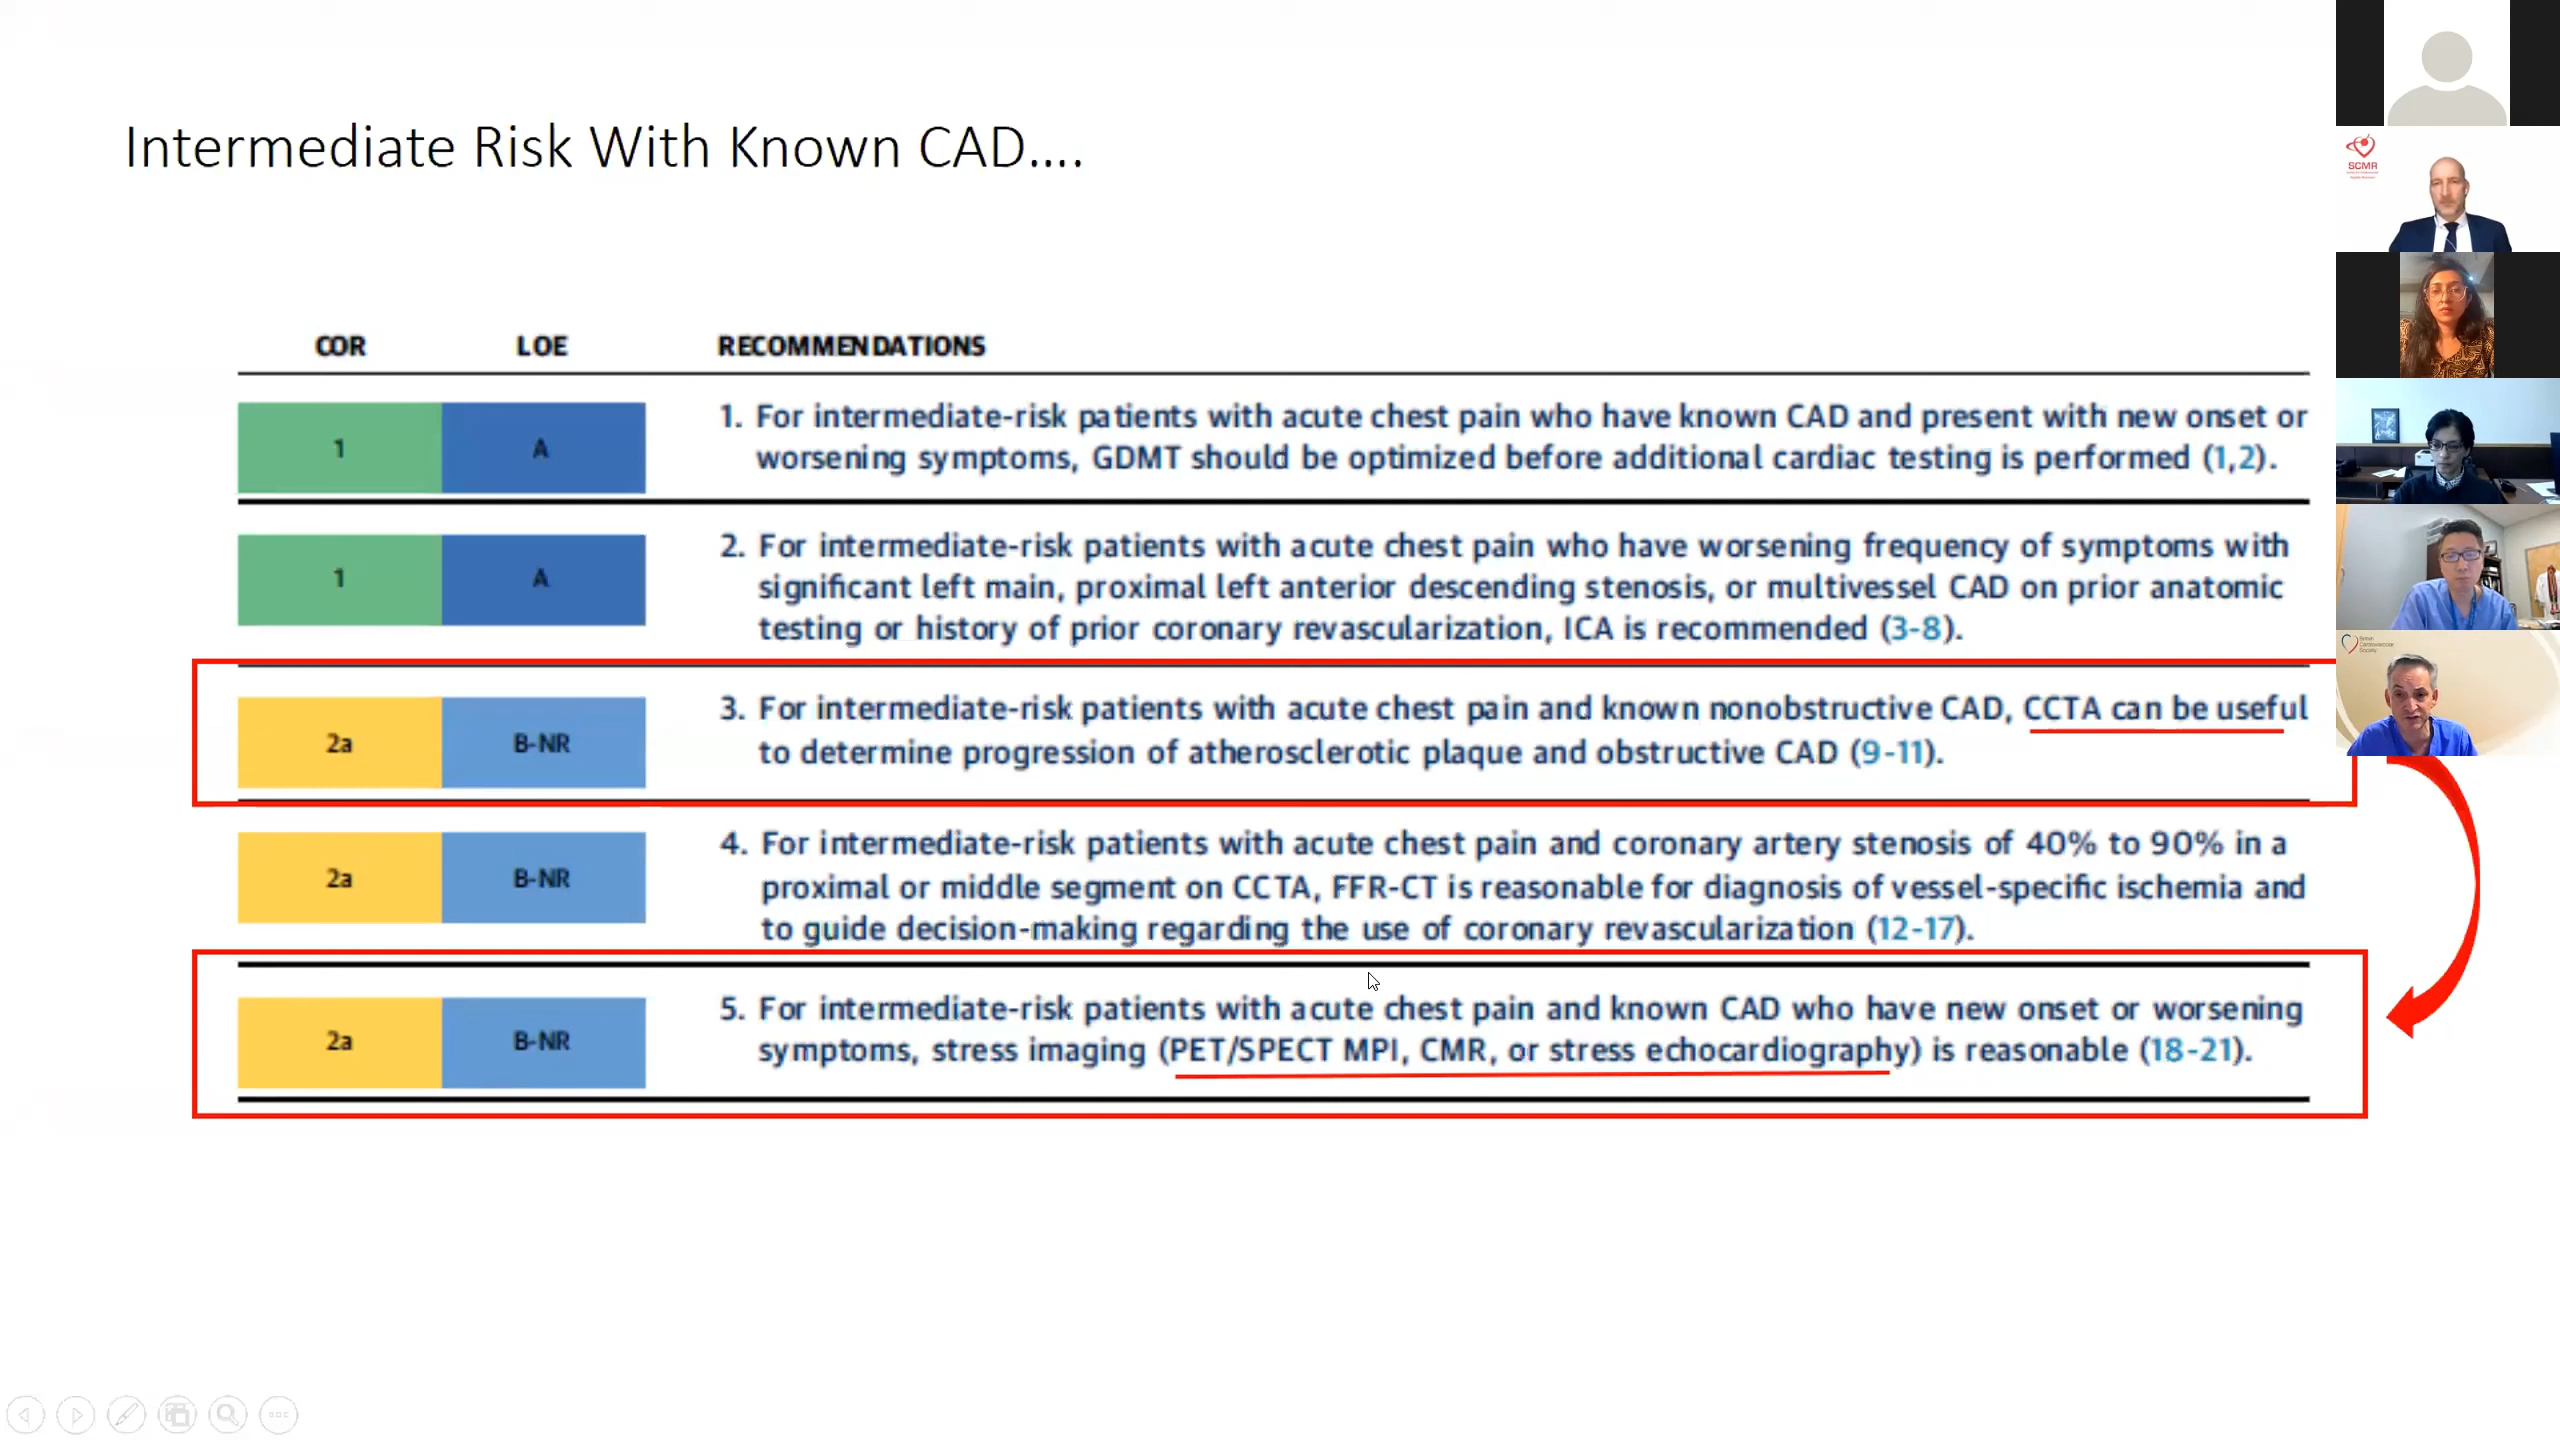 Intermediate Risk With Known CAD....
COR LOE RECOMMENDATIONS
1 A 1. For intermediate-risk patients with acute chest pain who have known CAD and present with new onset or
worsening symptoms, GDMT should be optimized before additional cardiac testing is performed (1,2).
1 A 2. For intermediate-risk patients with acute chest pain who have worsening frequency of symptoms with
significant left main, proximal left anterior descending stenosis, or multivessel CAD on prior anatomic
testing or history of prior coronary revascularization, ICA is recommended (3-8).
2a B-NR 3. For intermediate-risk patients with acute chest pain and known nonobstructive CAD, CCTA can be useful
to determine progression of atherosclerotic plaque and obstructive CAD (9-11).
2a B-NR 4. For intermediate-risk patients with acute chest pain and coronary artery stenosis of 40% to 90% in a
proximal or middle segment on CCTA, FFR-CT is reasonable for diagnosis of vessel-specific ischemia and
to guide decision-making regarding the use of coronary revascularization (12-17).
2a B-NR 5. For intermediate-risk patients with acute chest pain and known CAD who have new onset or worsening
symptoms, stress imaging (PET/SPECT MPI, CMR, or stress echocardiography) is reasonable (18-21).
SCMR
British
Cardiovascular
Society